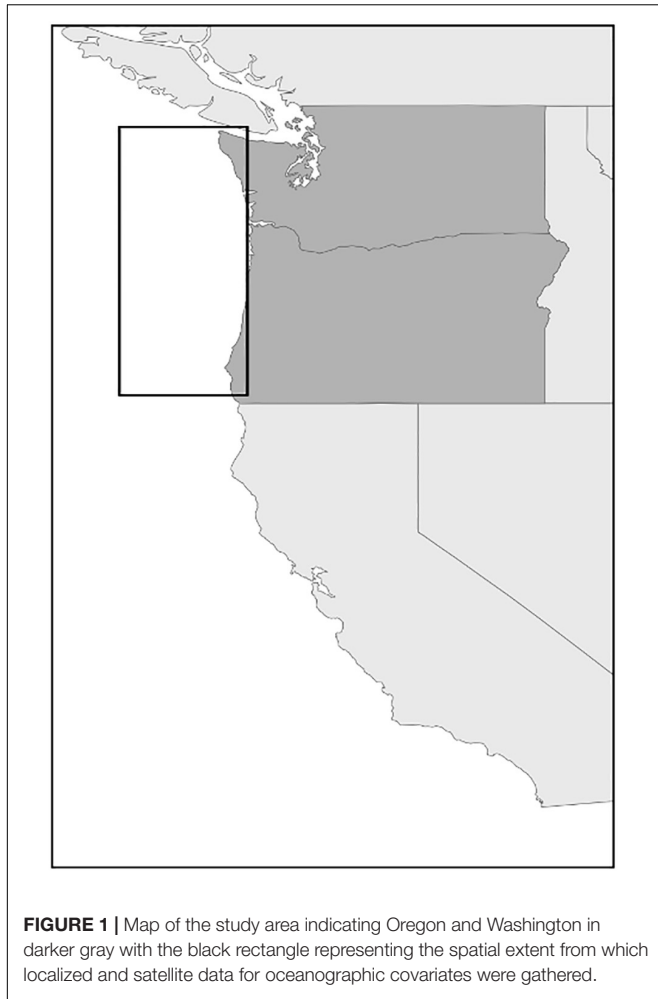 FIGURE 1 | Map of the study area indicating Oregon and Washington in
darker gray with the black rectangle representing the spatial extent from which
localized and satellite data for oceanographic covariates were gathered.